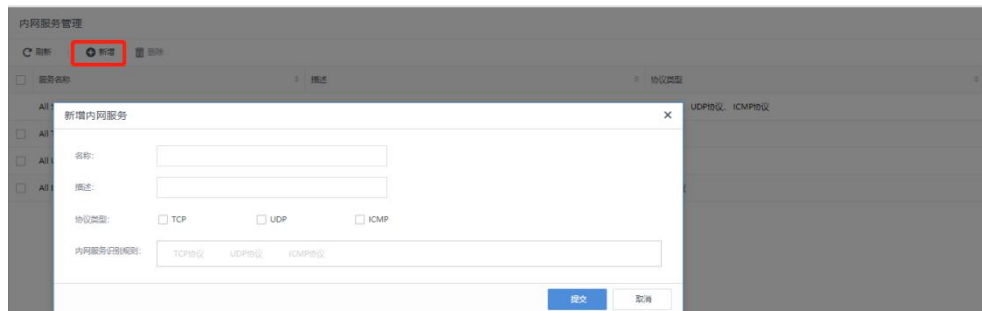 内网服务管理
刷新 新增 删除
服务名称 描述 协议类型
All
UDP协议, ICMP协议
All
All
All
新增内网服务
名称:
描述:
协议类型: TCP UDP ICMP
内网服务识别规则: TCP协议 UDP协议 ICMP协议
提交 取消